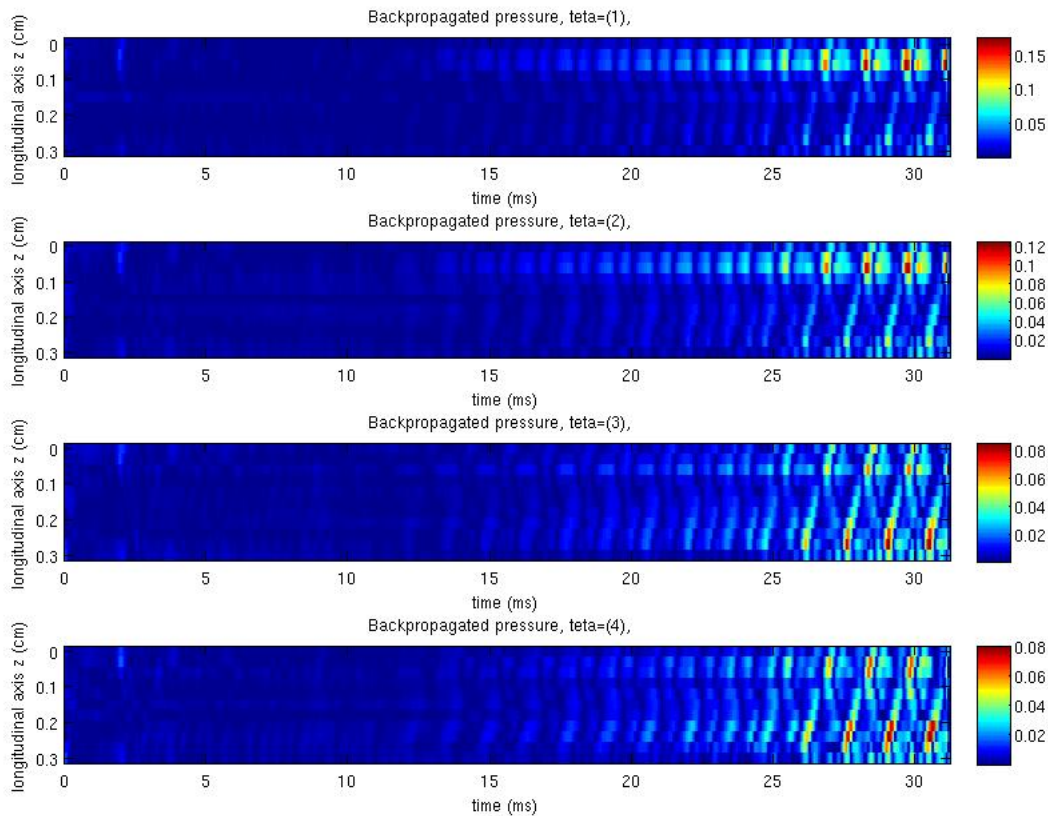 Backpropagated pressure, teta=(1),
longitudinal axis z (cm)
0
0.1
0.2
0.3
0 5 10 15 20 25 30
time (ms)
0.15
0.1
0.05
Backpropagated pressure, teta=(2),
longitudinal axis z (cm)
0
0.1
0.2
0.3
0 5 10 15 20 25 30
time (ms)
0.12
0.1
0.08
0.06
0.04
0.02
Backpropagated pressure, teta=(3),
longitudinal axis z (cm)
0
0.1
0.2
0.3
0 5 10 15 20 25 30
time (ms)
0.08
0.06
0.04
0.02
Backpropagated pressure, teta=(4),
longitudinal axis z (cm)
0
0.1
0.2
0.3
0 5 10 15 20 25 30
time (ms)
0.08
0.06
0.04
0.02